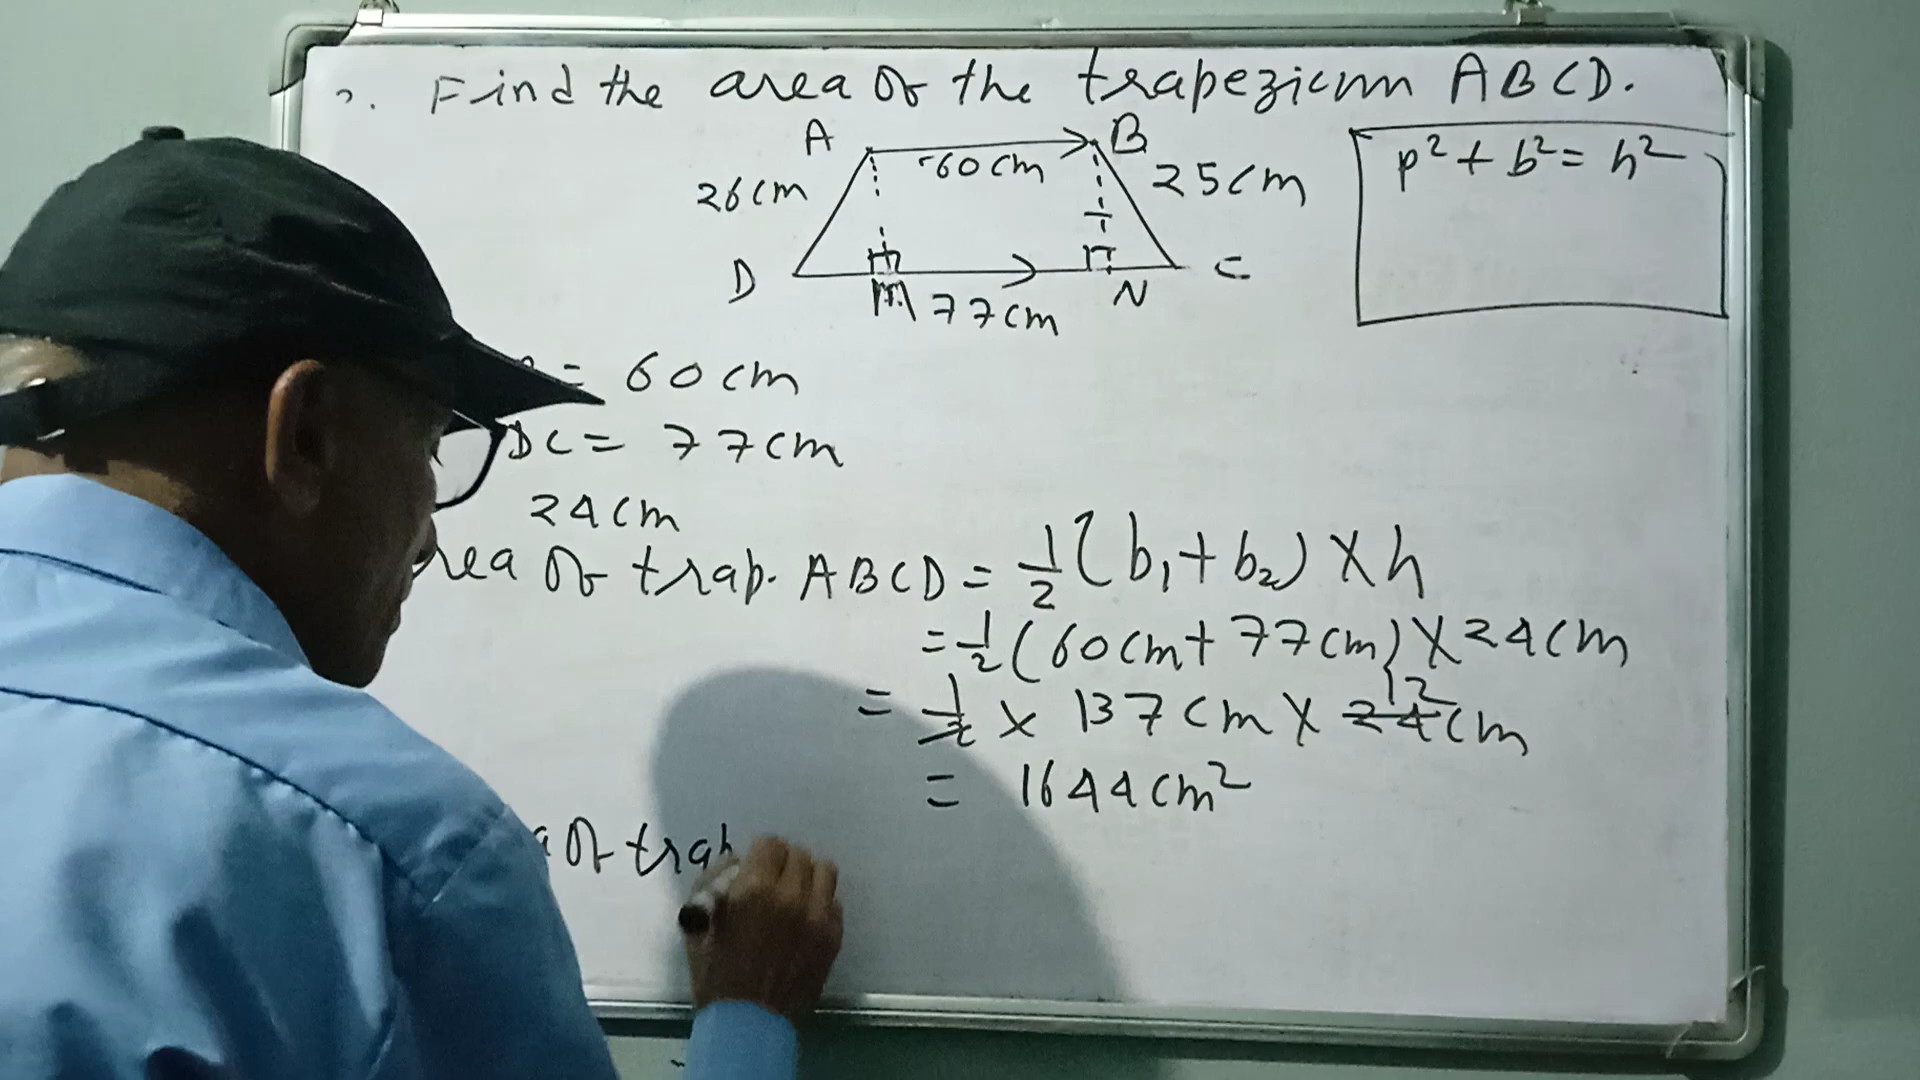 2. Find the area of the trapezium ABCD.
A B
60cm
26cm 25cm
D C
M N
77cm
p² + b² = h²
= 60cm
DC = 77cm
24cm
rea of trap. ABCD = 1/2 (b₁ + b₂) × h
= 1/2 (60cm + 77cm) × 24cm
12
= 1/2 × 137cm × 24cm
= 1644cm²
a of trap